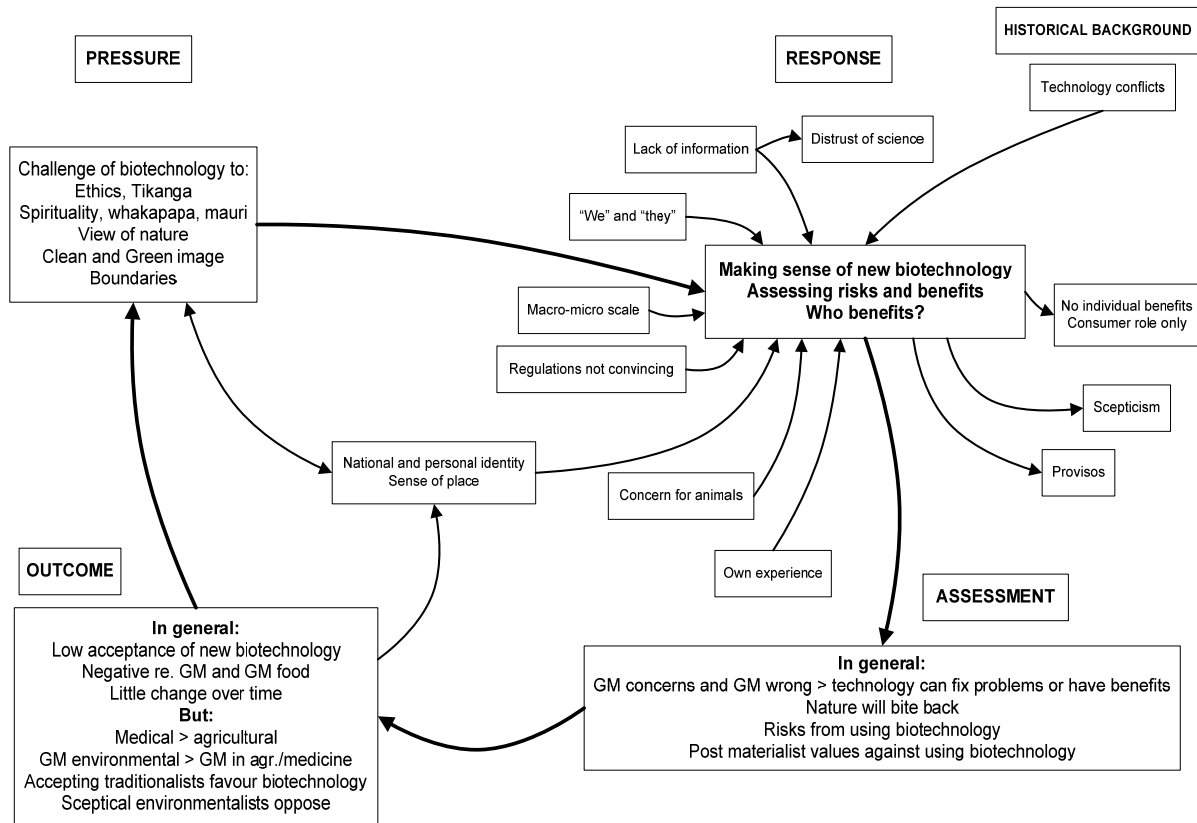 PRESSURE
RESPONSE
HISTORICAL BACKGROUND
Technology conflicts
Lack of information
Distrust of science
Challenge of biotechnology to:
Ethics, Tikanga
Spirituality, whakapapa, mauri
View of nature
Clean and Green image
Boundaries
“We” and “they”
Making sense of new biotechnology
Assessing risks and benefits
Who benefits?
Macro-micro scale
No individual benefits
Consumer role only
Regulations not convincing
Scepticism
National and personal identity
Sense of place
Provisos
Concern for animals
Own experience
OUTCOME
ASSESSMENT
In general:
Low acceptance of new biotechnology
Negative re. GM and GM food
Little change over time
But:
Medical > agricultural
GM environmental > GM in agr./medicine
Accepting traditionalists favour biotechnology
Sceptical environmentalists oppose
In general:
GM concerns and GM wrong > technology can fix problems or have benefits
Nature will bite back
Risks from using biotechnology
Post materialist values against using biotechnology